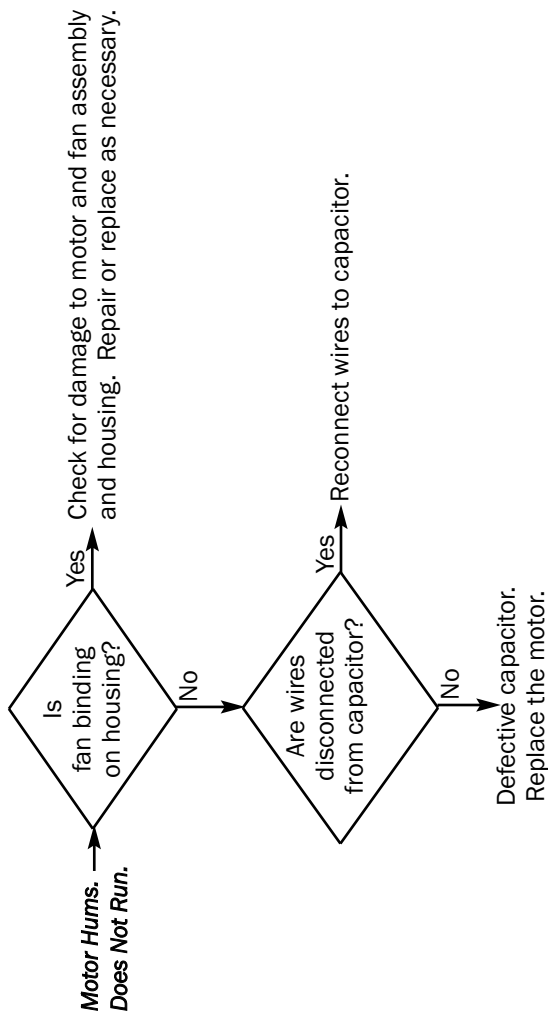 Motor Hums.
Does Not Run.
Is
fan binding
on housing?
Yes
Check for damage to motor and fan assembly
and housing.  Repair or replace as necessary.
No
Are wires
disconnected
from capacitor?
Yes
Reconnect wires to capacitor.
No
Defective capacitor.
Replace the motor.